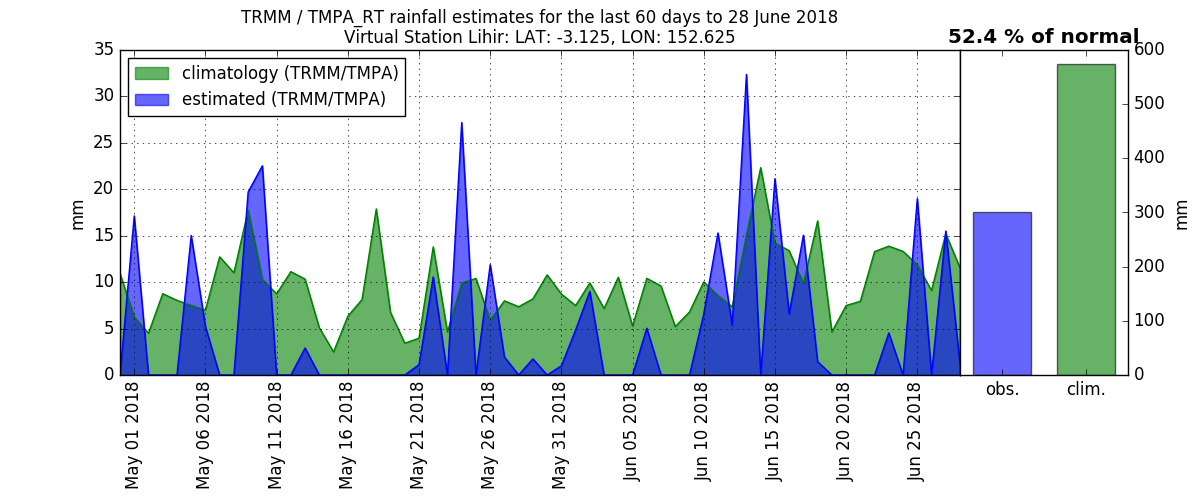 TRMM / TMPA_RT rainfall estimates for the last 60 days to 28 June 2018
Virtual Station Lihir: LAT: -3.125, LON: 152.625
52.4 % of normal
climatology (TRMM/TMPA)
estimated (TRMM/TMPA)
35
30
25
20
15
10
5
0
mm
May 01 2018
May 06 2018
May 11 2018
May 16 2018
May 21 2018
May 26 2018
May 31 2018
Jun 05 2018
Jun 10 2018
Jun 15 2018
Jun 20 2018
Jun 25 2018
600
500
400
300
200
100
0
mm
obs.
clim.